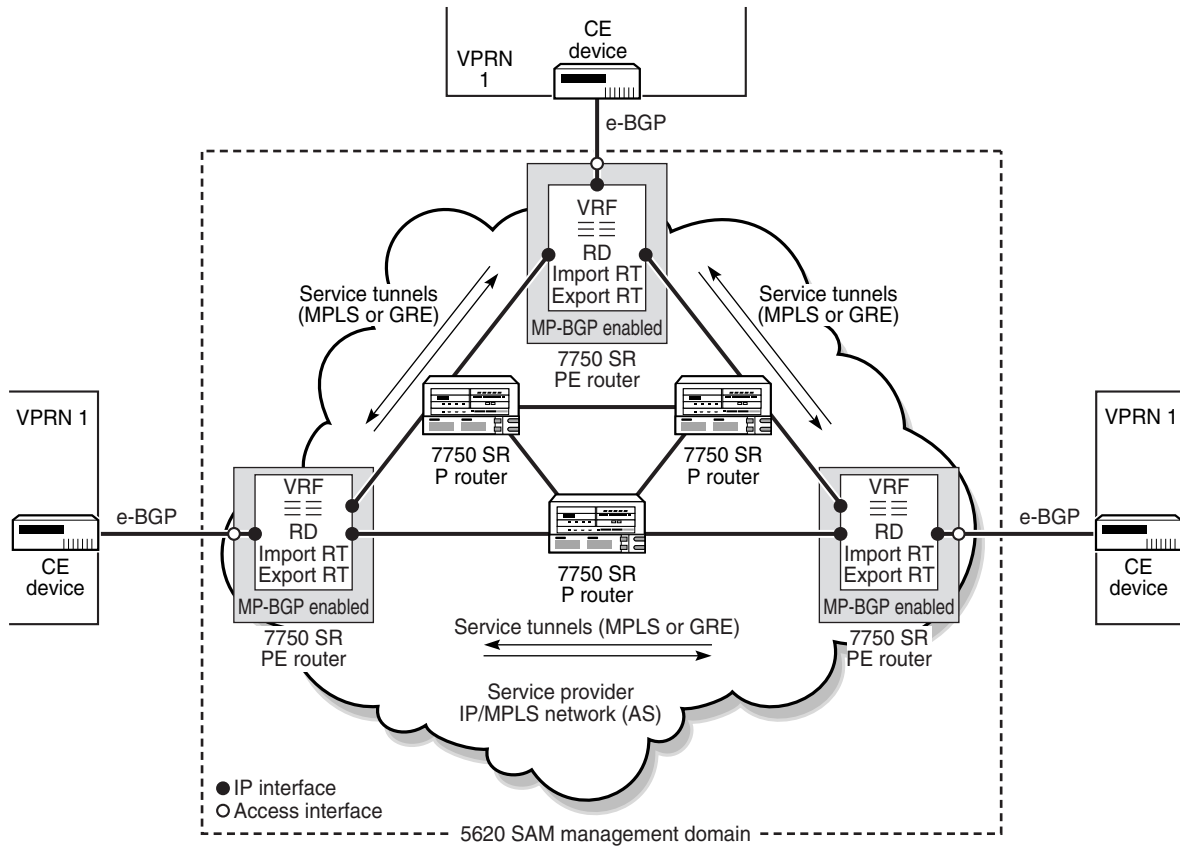 CE
device
VPRN
1
e-BGP
VRF
RD
Import RT
Export RT
MP-BGP enabled
7750 SR
PE router
Service tunnels
(MPLS or GRE)
Service tunnels
(MPLS or GRE)
7750 SR
P router
7750 SR
P router
VPRN 1
CE
device
e-BGP
VRF
RD
Import RT
Export RT
MP-BGP enabled
7750 SR
PE router
7750 SR
P router
VRF
RD
Import RT
Export RT
MP-BGP enabled
7750 SR
PE router
e-BGP
VPRN 1
CE
device
Service tunnels (MPLS or GRE)
Service provider
IP/MPLS network (AS)
IP interface
Access interface
5620 SAM management domain